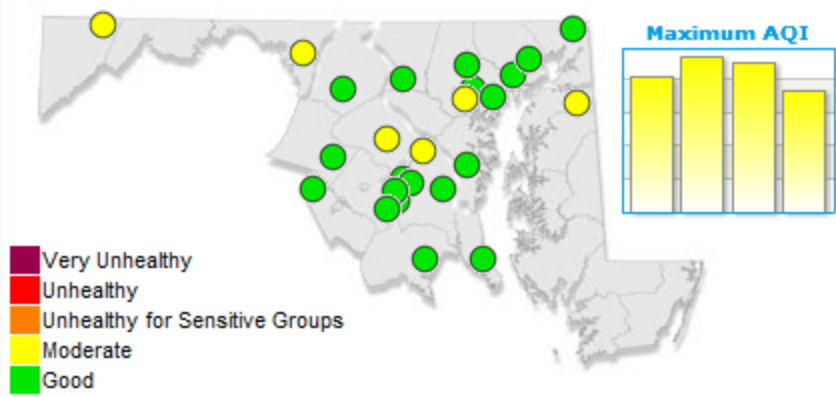 Maximum AQI
Very Unhealthy
Unhealthy
Unhealthy for Sensitive Groups
Moderate
Good